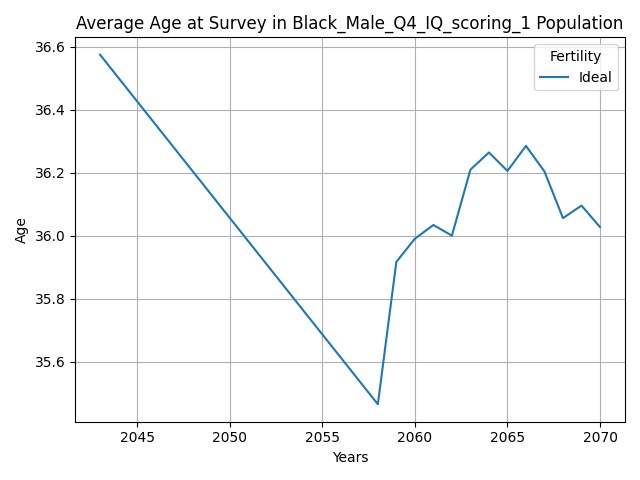 Average Age at Survey in Black_Male_Q4_IQ_scoring_1 Population
Fertility
Ideal
36.6
36.4
36.2
36.0
35.8
35.6
Age
2045 2050 2055 2060 2065 2070
Years